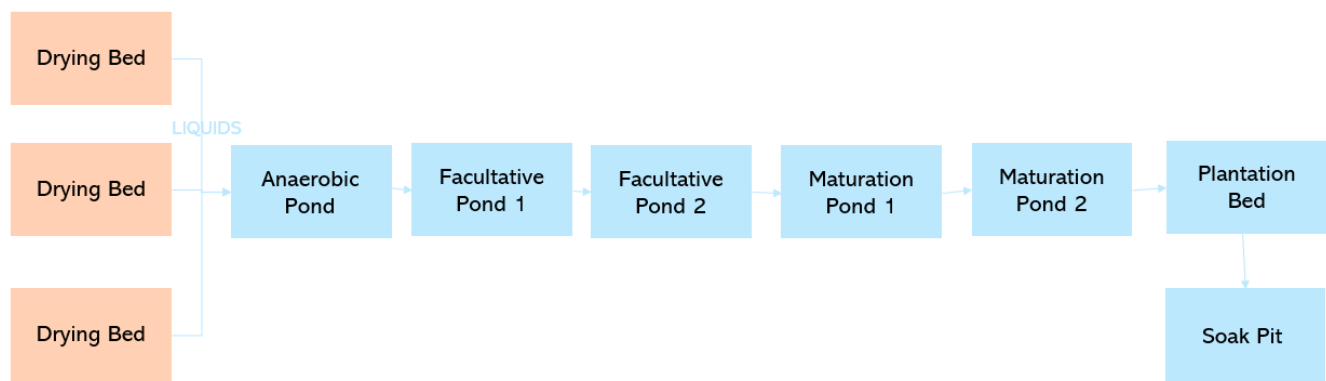 Drying Bed
LIQUIDS
Drying Bed
Drying Bed
Anaerobic
Pond
Facultative
Pond 1
Facultative
Pond 2
Maturation
Pond 1
Maturation
Pond 2
Plantation
Bed
Soak Pit